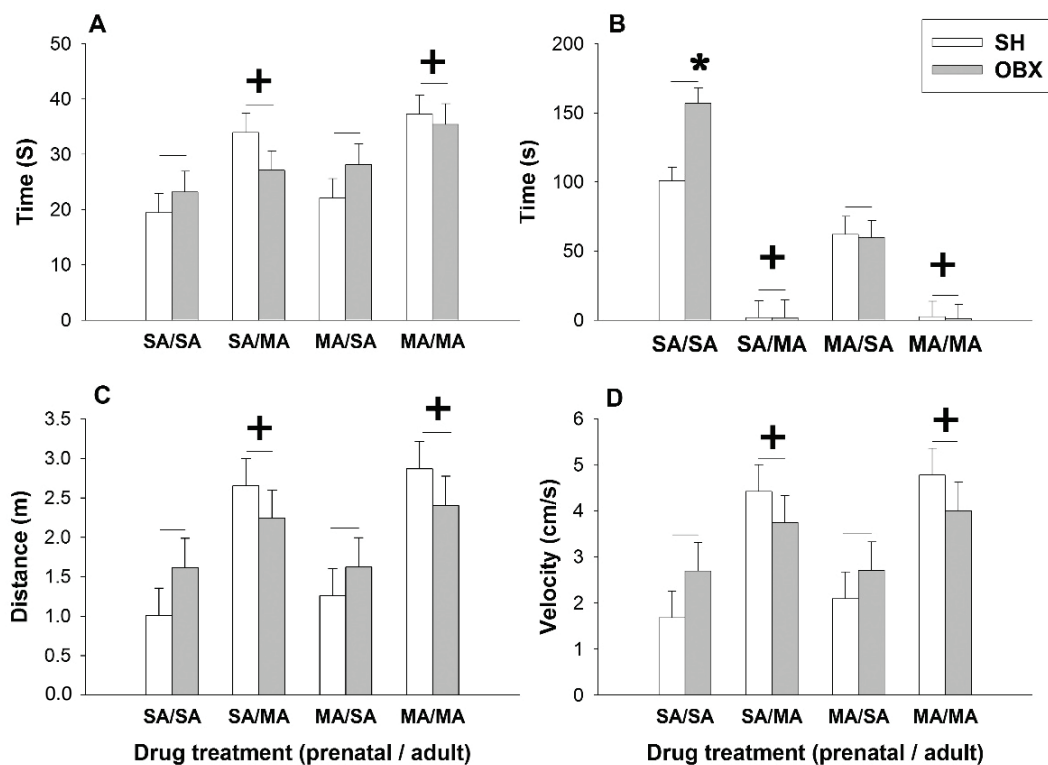 A
Time (S)
50
40
30
20
10
0
+
+
SA/SA SA/MA MA/SA MA/MA
B
SH
OBX
Time (s)
200
150
100
50
0
*
+
+
SA/SA SA/MA MA/SA MA/MA
C
Distance (m)
3.5
3.0
2.5
2.0
1.5
1.0
0.5
0.0
+
+
SA/SA SA/MA MA/SA MA/MA
Drug treatment (prenatal / adult)
D
Velocity (cm/s)
6
5
4
3
2
1
0
+
+
SA/SA SA/MA MA/SA MA/MA
Drug treatment (prenatal / adult)